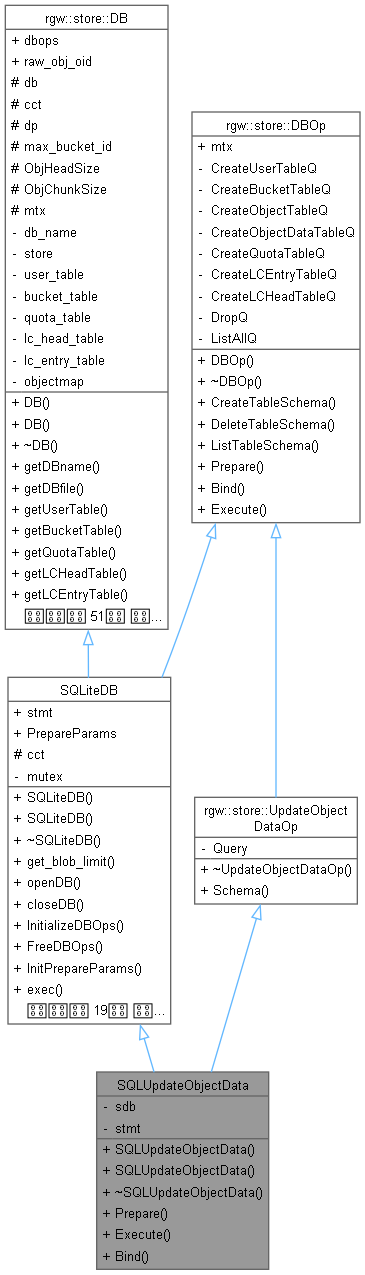 rgw::store::DB
+ dbops
+ raw_obj_oid
# db
# cct
# dp
# max_bucket_id
# ObjHeadSize
# ObjChunkSize
# mtx
- db_name
- store
- user_table
- bucket_table
- quota_table
- lc_head_table
- lc_entry_table
- objectmap
+ DB()
+ DB()
+ ~DB()
+ getDBname()
+ getDBfile()
+ getUserTable()
+ getBucketTable()
+ getQuotaTable()
+ getLCHeadTable()
+ getLCEntryTable()
51 ...
rgw::store::DBOp
+ mtx
- CreateUserTableQ
- CreateBucketTableQ
- CreateObjectTableQ
- CreateObjectDataTableQ
- CreateQuotaTableQ
- CreateLCEntryTableQ
- CreateLCHeadTableQ
- DropQ
- ListAllQ
+ DBOp()
+ ~DBOp()
+ CreateTableSchema()
+ DeleteTableSchema()
+ ListTableSchema()
+ Prepare()
+ Bind()
+ Execute()
SQLiteDB
+ stmt
+ PrepareParams
# cct
- mutex
+ SQLiteDB()
+ SQLiteDB()
+ ~SQLiteDB()
+ get_blob_limit()
+ openDB()
+ closeDB()
+ InitializeDBOps()
+ FreeDBOps()
+ InitPrepareParams()
+ exec()
19 ...
rgw::store::UpdateObject
DataOp
- Query
+ ~UpdateObjectDataOp()
+ Schema()
SQLUpdateObjectData
- sdb
- stmt
+ SQLUpdateObjectData()
+ SQLUpdateObjectData()
+ ~SQLUpdateObjectData()
+ Prepare()
+ Execute()
+ Bind()